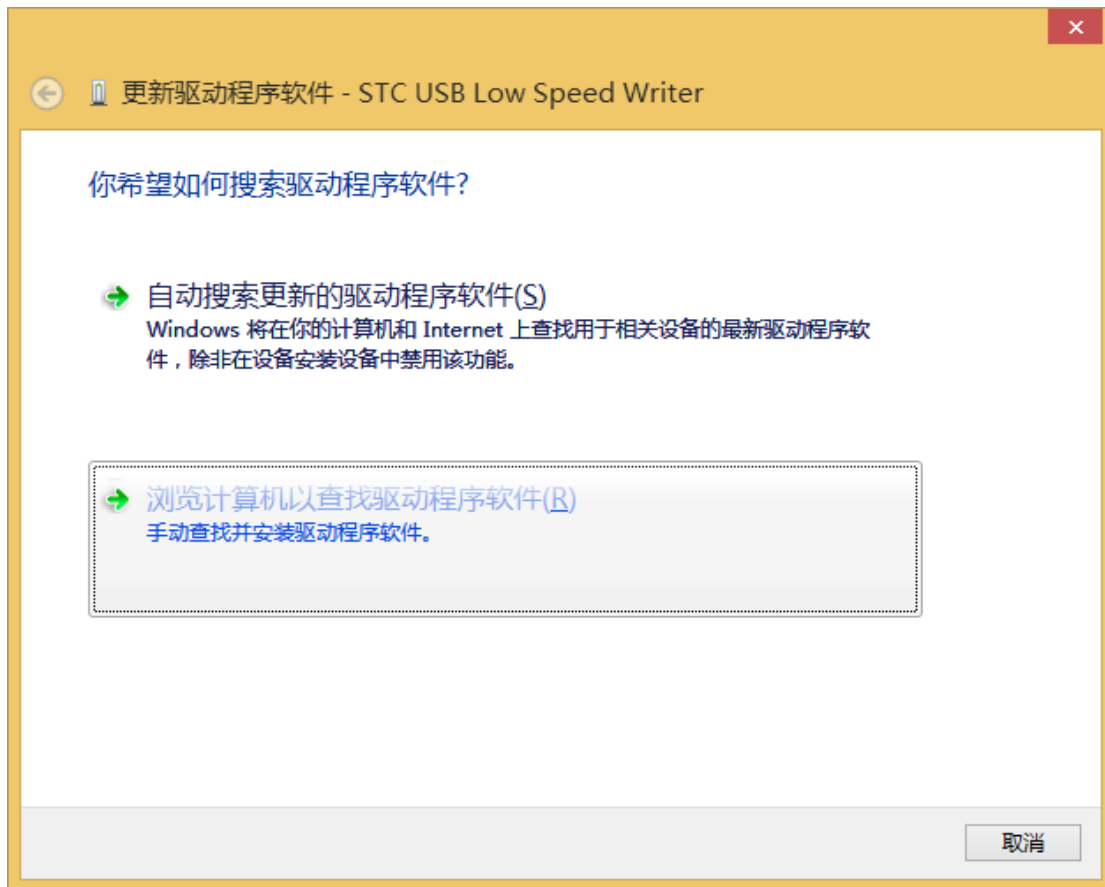 更新驱动程序软件 - STC USB Low Speed Writer
你希望如何搜索驱动程序软件?
自动搜索更新的驱动程序软件(S)
Windows 将在你的计算机和 Internet 上查找用于相关设备的最新驱动程序软
件，除非在设备安装设备中禁用该功能。
浏览计算机以查找驱动程序软件(R)
手动查找并安装驱动程序软件。
取消